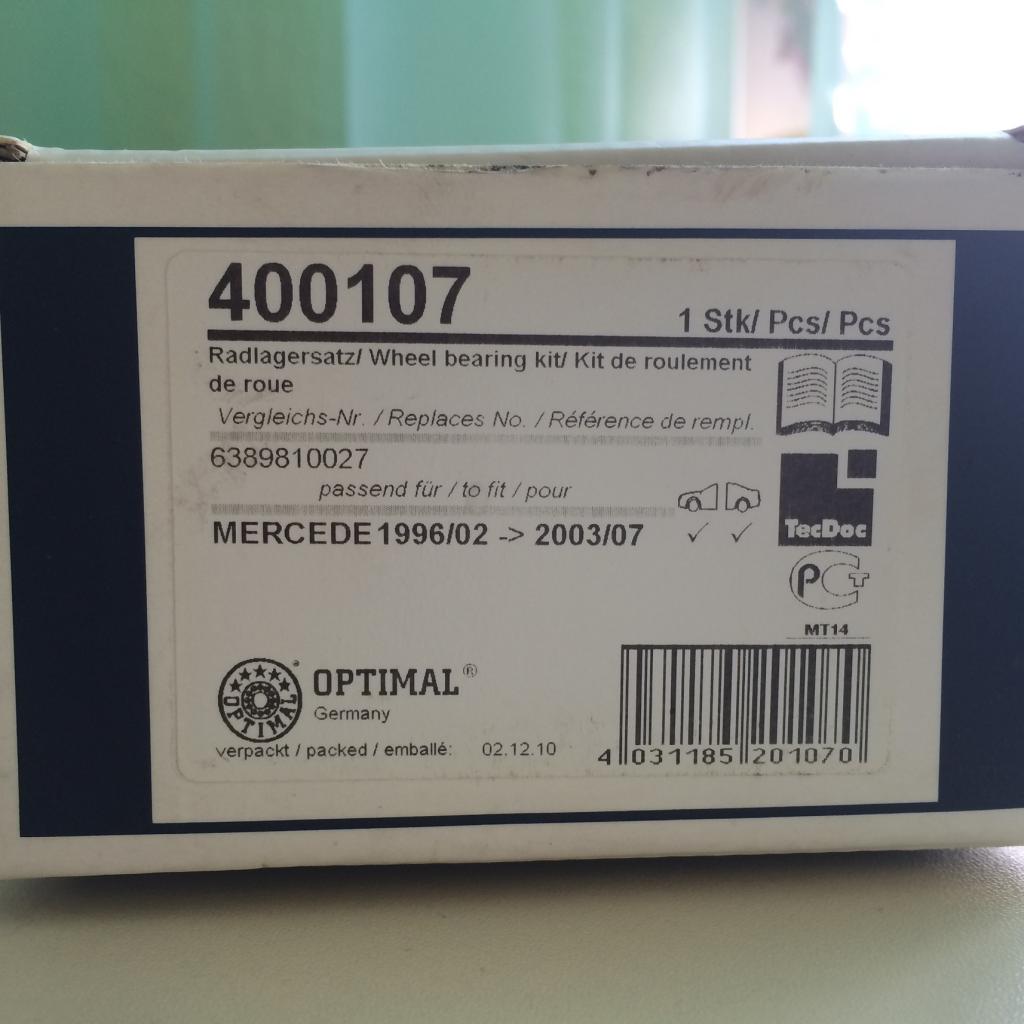 400107
1 Stk/ Pcs/ Pcs
Radlagersatz/ Wheel bearing kit/ Kit de roulement
de roue
Vergleichs-Nr. / Replaces No. / Référence de rempl.
6389810027
passend für / to fit / pour
MERCEDE 1996/02 -> 2003/07
TecDoc
PCT
MT14
OPTIMAL
OPTIMAL®
Germany
verpackt / packed / emballé: 02.12.10
4 031185 201070